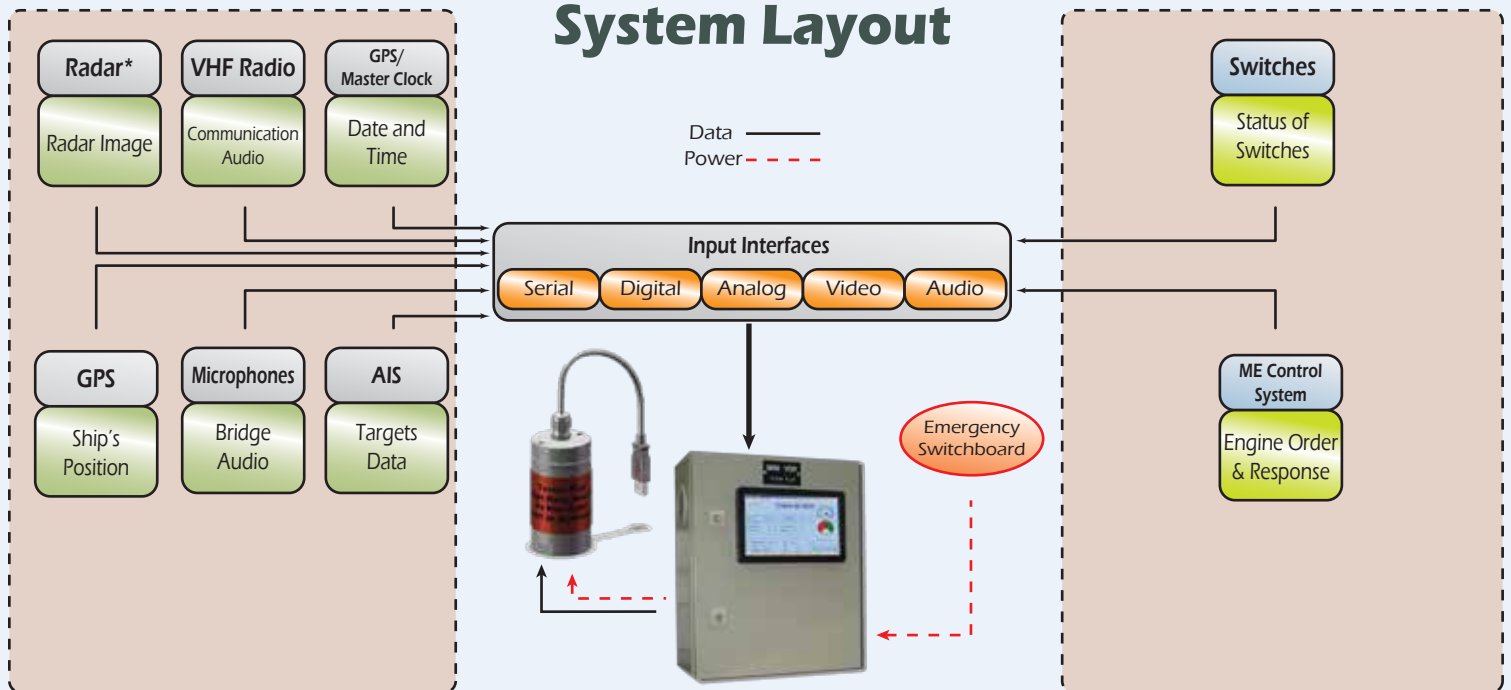 System Layout
Radar*
Radar Image
VHF Radio
Communication
Audio
GPS/
Master Clock
Date and
Time
Data
Power
Switches
Status of
Switches
Input Interfaces
Serial
Digital
Analog
Video
Audio
GPS
Ship's
Position
Microphones
Bridge
Audio
AIS
Targets
Data
Emergency
Switchboard
ME Control
System
Engine Order
& Response